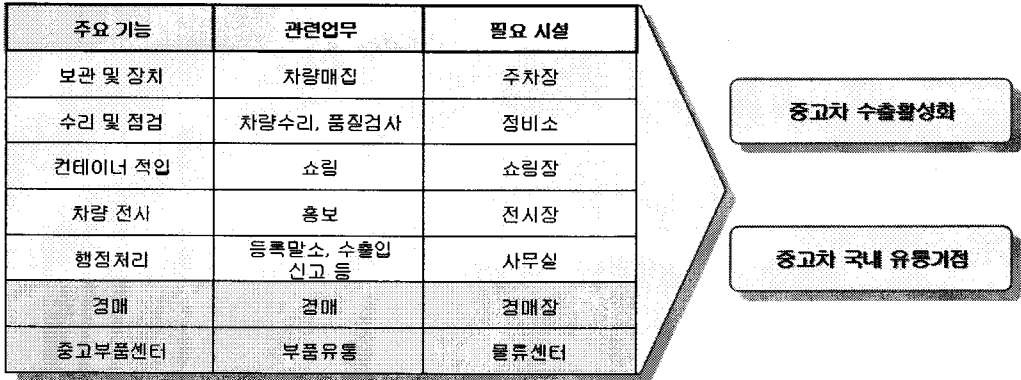 주요 기능 관련업무 필요 시설
보관 및 장치 차량매집 주차장
수리 및 점검 차량수리, 품질검사 정비소
컨테이너 적입 쇼링 쇼링장
차량 전시 홍보 전시장
행정처리 등록말소, 수출입 신고 등 사무실
경매 경매 경매장
중고부품센터 부품유통 물류센터
중고차 수출활성화
중고차 국내 유통거점